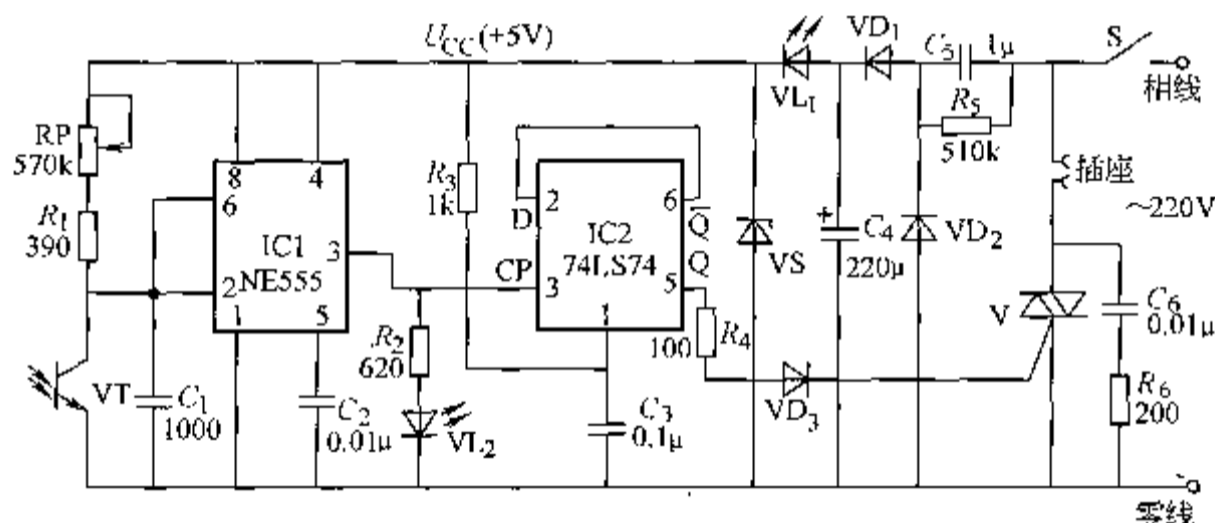 U_CC(+5V)
VL₁
VD₁
C₅
1μ
S
相线
R₅
510k
RP
570k
R₁
390
VT
C₁
1000
8
4
6
IC1
3
2
NE555
1
5
C₂
0.01μ
R₂
620
VL₂
R₃
1k
2
6
D
Q̄
IC2
CP
74LS74
Q
3
5
1
R₄
100
C₃
0.1μ
VS
VD₃
C₄
220μ
VD₂
插座
~220V
V
C₆
0.01μ
R₆
200
零线